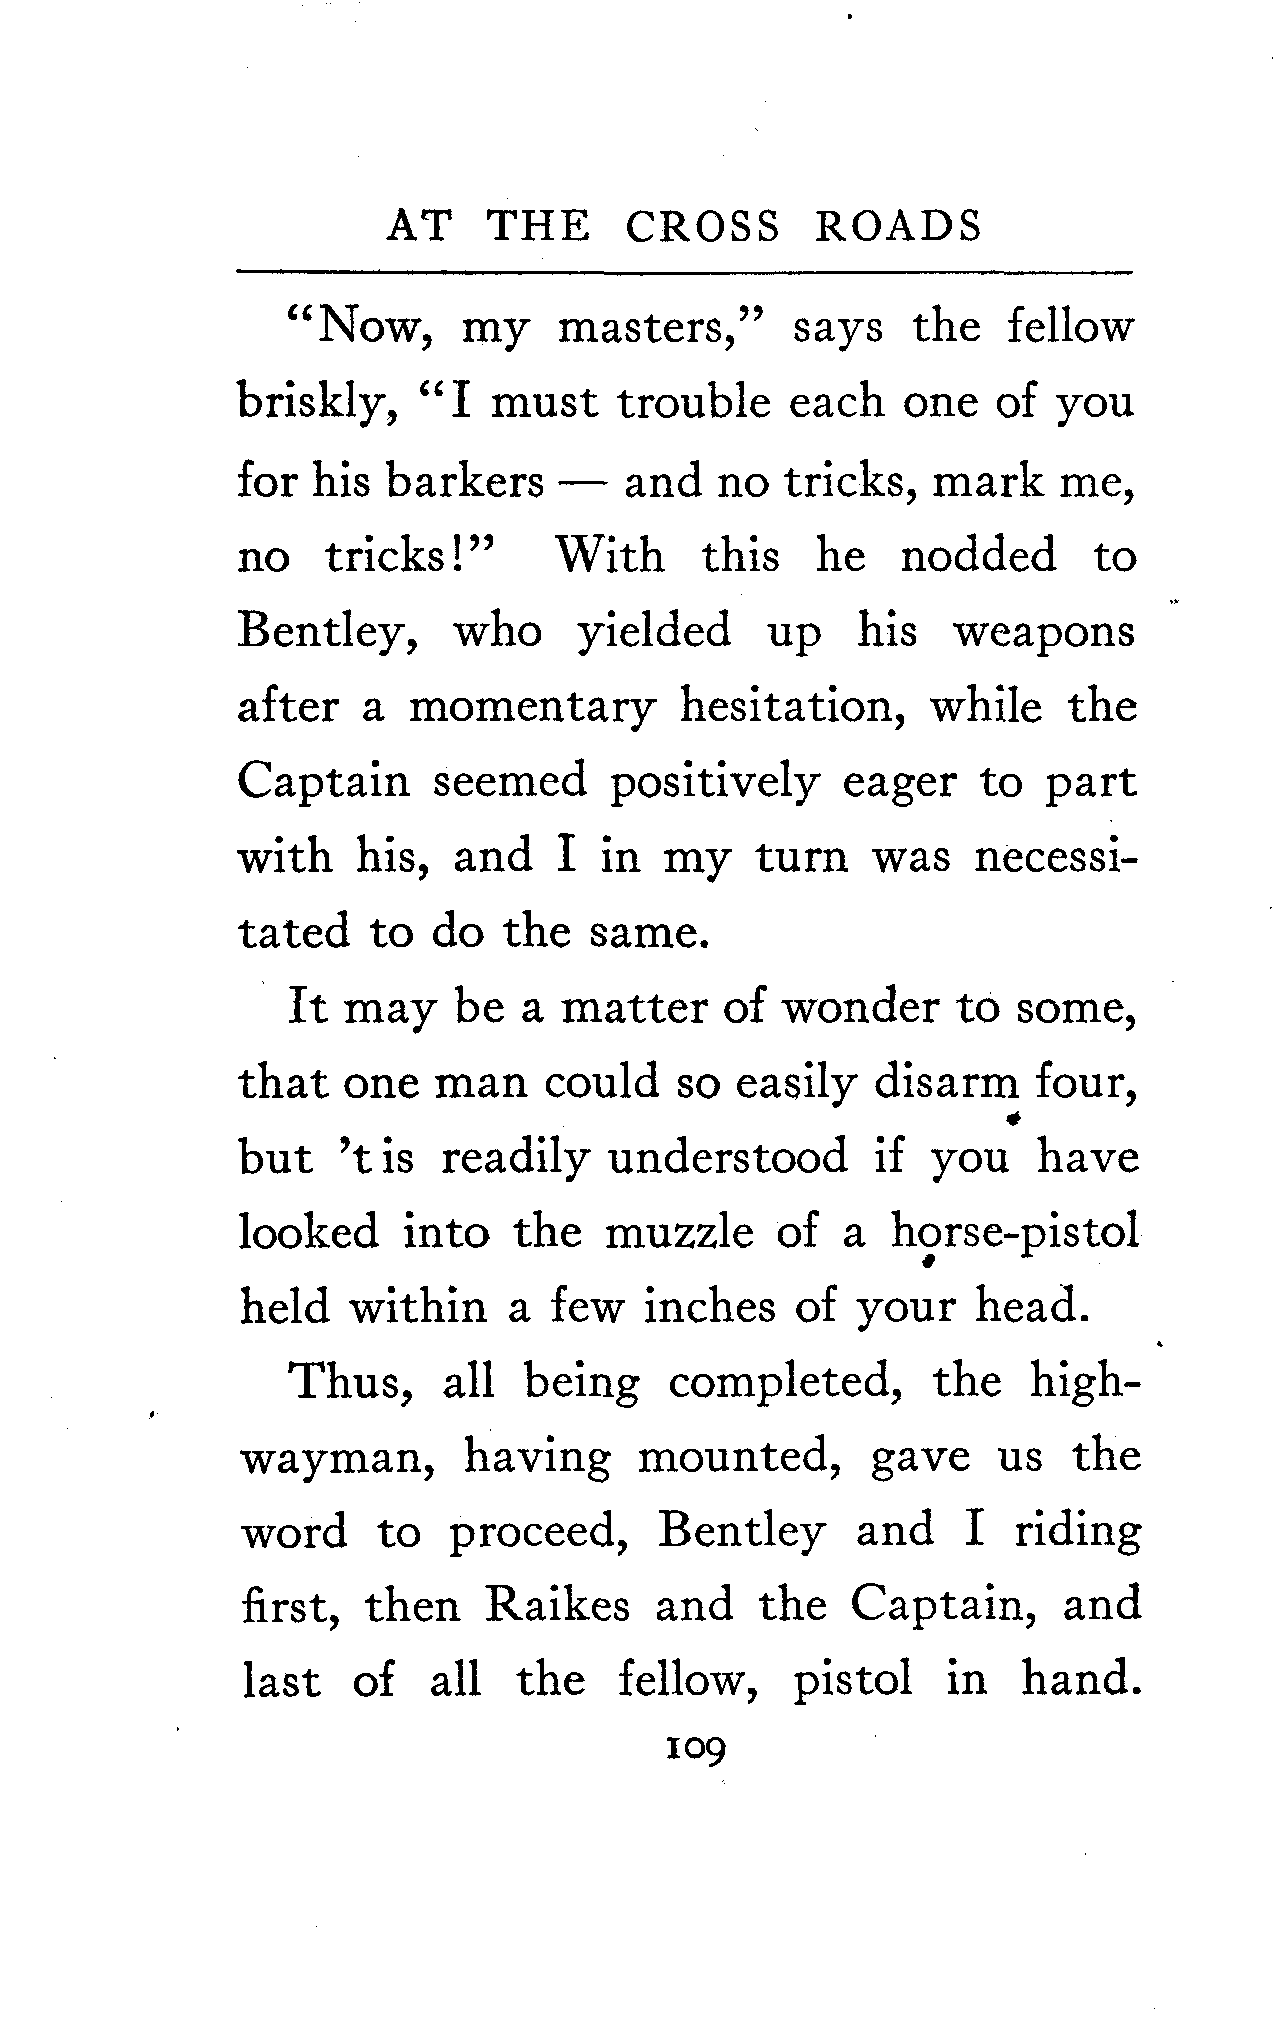 AT THE CROSS ROADS
“Now, my masters,” says the fellow
briskly, “I must trouble each one of you
for his barkers — and no tricks, mark me,
no tricks!” With this he nodded to
Bentley, who yielded up his weapons
after a momentary hesitation, while the
Captain seemed positively eager to part
with his, and I in my turn was necessi-
tated to do the same.
It may be a matter of wonder to some,
that one man could so easily disarm four,
but ’tis readily understood if you have
looked into the muzzle of a horse-pistol
held within a few inches of your head.
Thus, all being completed, the high-
wayman, having mounted, gave us the
word to proceed, Bentley and I riding
first, then Raikes and the Captain, and
last of all the fellow, pistol in hand.
109